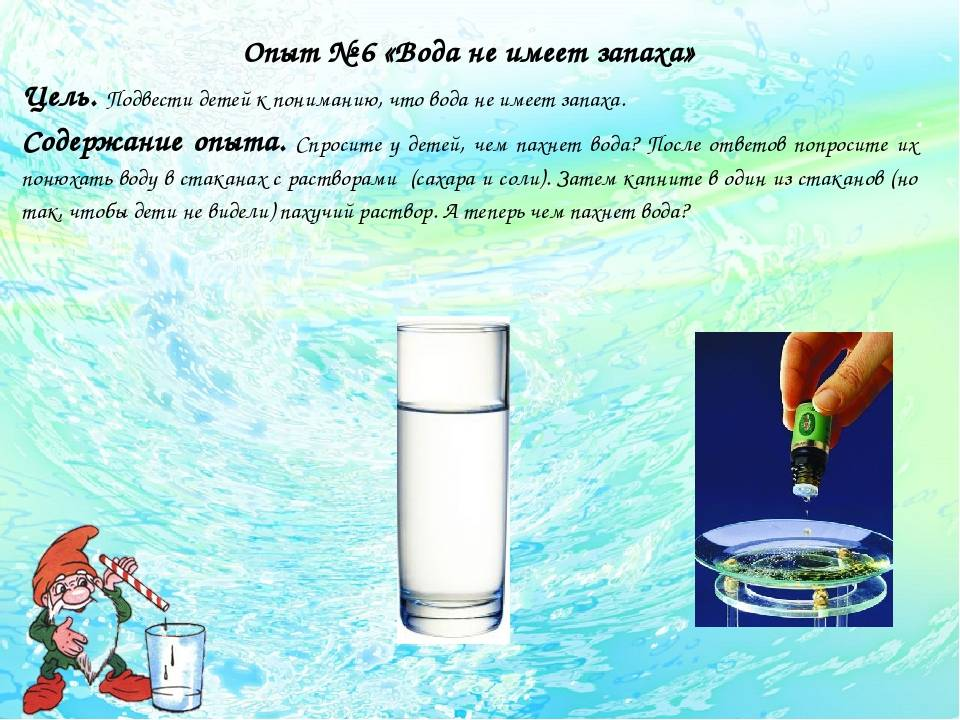 Опыт № 6 «Вода не имеет запаха»
Цель. Подвести детей к пониманию, что вода не имеет запаха.
Содержание опыта. Спросите у детей, чем пахнет вода? После ответов попросите их
понюхать воду в стаканах с растворами (сахара и соли). Затем капните в один из стаканов (но
так, чтобы дети не видели) пахучий раствор. А теперь чем пахнет вода?